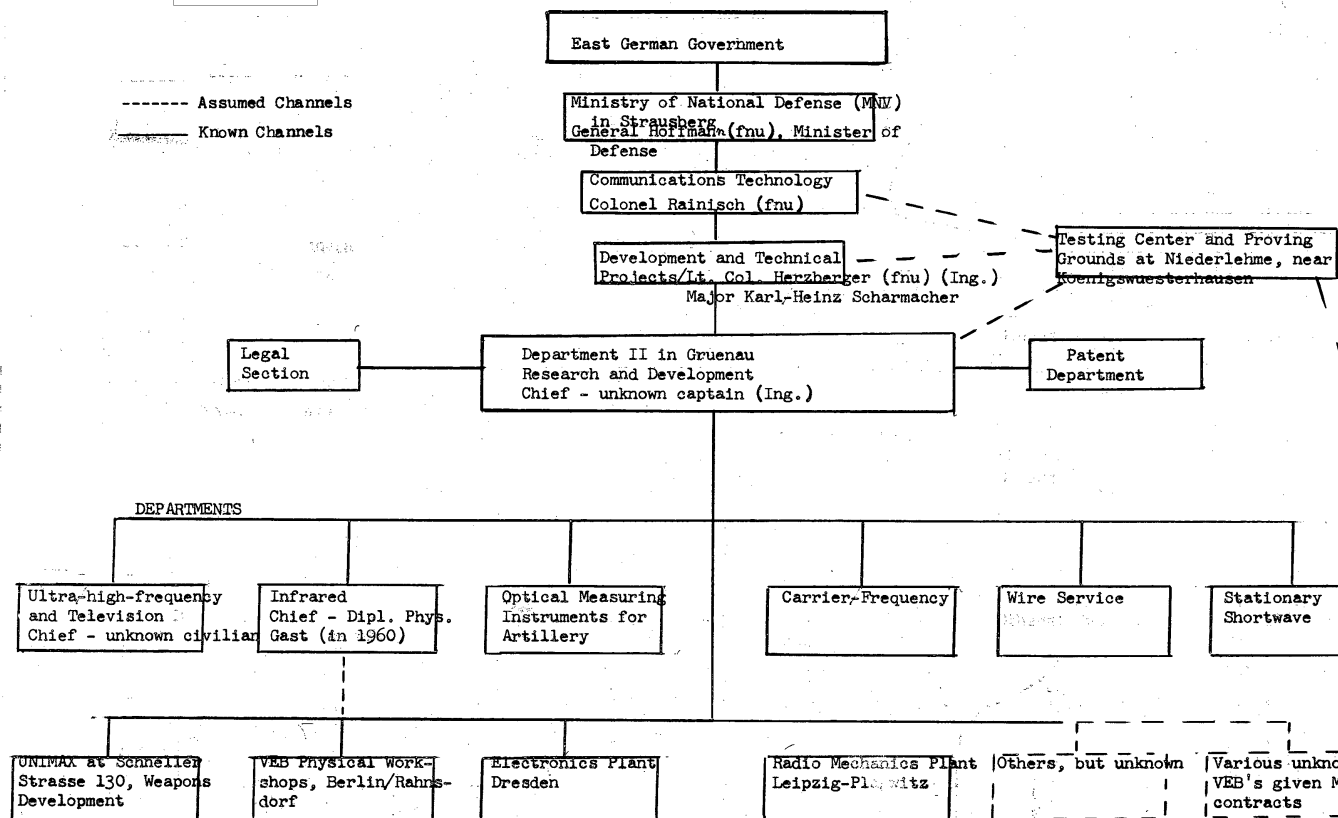 East German Government
Assumed Channels
Known Channels
Ministry of National Defense (MNV)
in Strausberg
General Hoffmann (fnu), Minister of
Defense
Communications Technology
Colonel Rainisch (fnu)
Development and Technical
Projects/Lt. Col. Herzberger (fnu) (Ing.)
Major Karl-Heinz Scharmacher
Testing Center and Proving
Grounds at Niederlehme, near
Koenigswuesterhausen
Legal
Section
Department II in Gruenau
Research and Development
Chief - unknown captain (Ing.)
Patent
Department
DEPARTMENTS
Ultra-high-frequency
and Television
Chief - unknown civilian
Infrared
Chief - Dipl. Phys.
Gast (in 1960)
Optical Measuring
Instruments for
Artillery
Carrier-Frequency
Wire Service
Stationary
Shortwave
UNIMAX at Schneller
Strasse 130, Weapons
Development
VEB Physical Work-
shops, Berlin/Rahns-
dorf
Electronics Plant
Dresden
Radio Mechanics Plant
Others, but unknown
Various
VEB's given
contracts